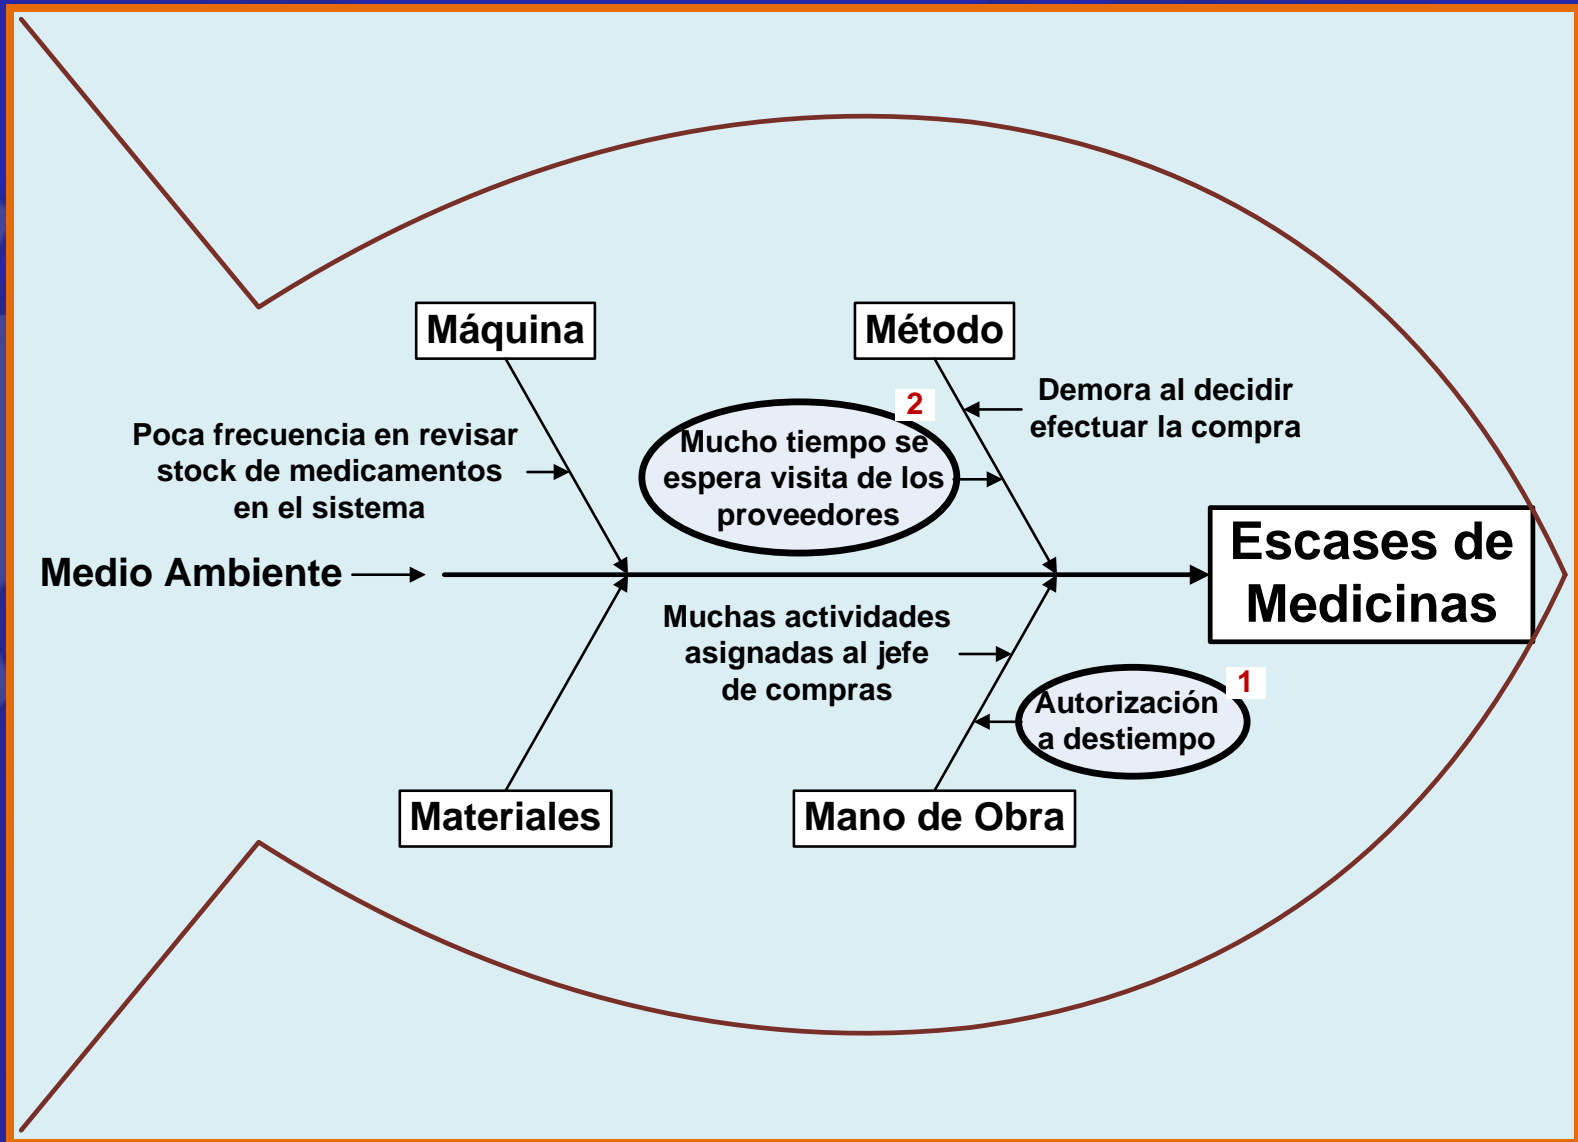 Máquina
Método
Poca frecuencia en revisar
stock de medicamentos
en el sistema
2
Mucho tiempo se
espera visita de los
proveedores
Demora al decidir
efectuar la compra
Medio Ambiente
Escases de
Medicinas
Muchas actividades
asignadas al jefe
de compras
1
Autorización
a destiempo
Materiales
Mano de Obra